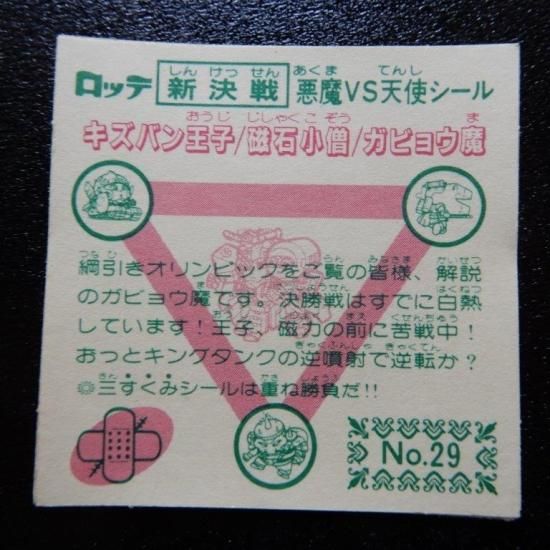 ロッテ 新決戦 悪魔VS天使シール
キズバン王子/磁石小僧/ガビョウ魔
綱引きオリンピックをご覧の皆様、解説
のガビョウ魔です。決勝戦はすでに白熱
しています!王子、磁力の前に苦戦中!
おっとキングタンクの逆噴射で逆転か?
◎三すくみシールは重ね勝負だ!!
No.29